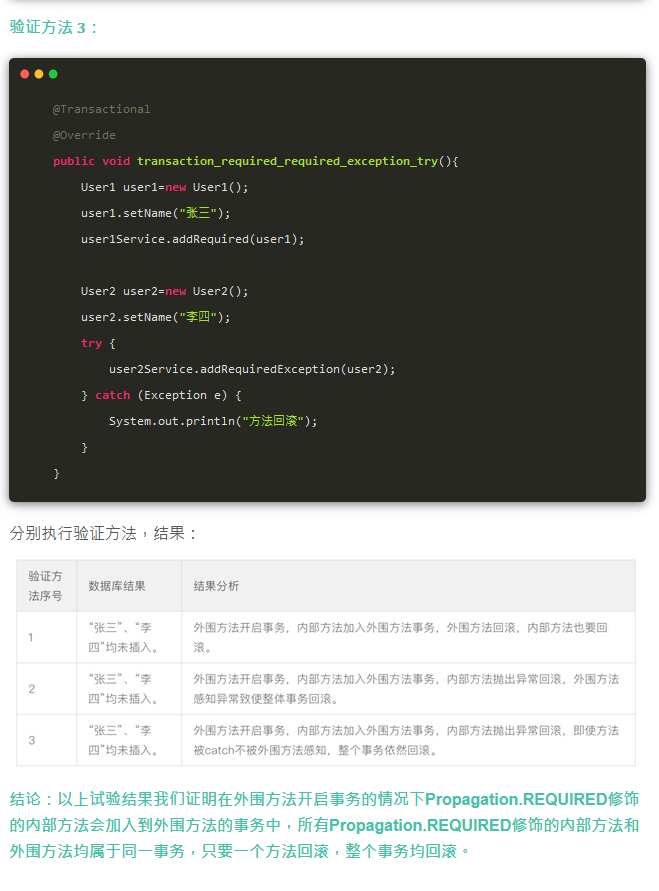 验证方法 3：
@Transactional
@Override
public void transaction_required_required_exception_try(){
User1 user1=new User1();
user1.setName("张三");
user1Service.addRequired(user1);
User2 user2=new User2();
user2.setName("李四");
try {
user2Service.addRequiredException(user2);
} catch (Exception e) {
System.out.println("方法回滚");
}
}
分别执行验证方法，结果：
验证方法序号 数据库结果 结果分析
1 “张三”、“李四”均未插入。 外围方法开启事务，内部方法加入外围方法事务，外围方法回滚，内部方法也要回滚。
2 “张三”、“李四”均未插入。 外围方法开启事务，内部方法加入外围方法事务，内部方法抛出异常回滚，外围方法感知异常致使整体事务回滚。
3 “张三”、“李四”均未插入。 外围方法开启事务，内部方法加入外围方法事务，内部方法抛出异常回滚，即使方法被catch不被外围方法感知，整个事务依然回滚。
结论：以上试验结果我们证明在外围方法开启事务的情况下Propagation.REQUIRED修饰
的内部方法会加入到外围方法的事务中，所有Propagation.REQUIRED修饰的内部方法和
外围方法均属于同一事务，只要一个方法回滚，整个事务均回滚。